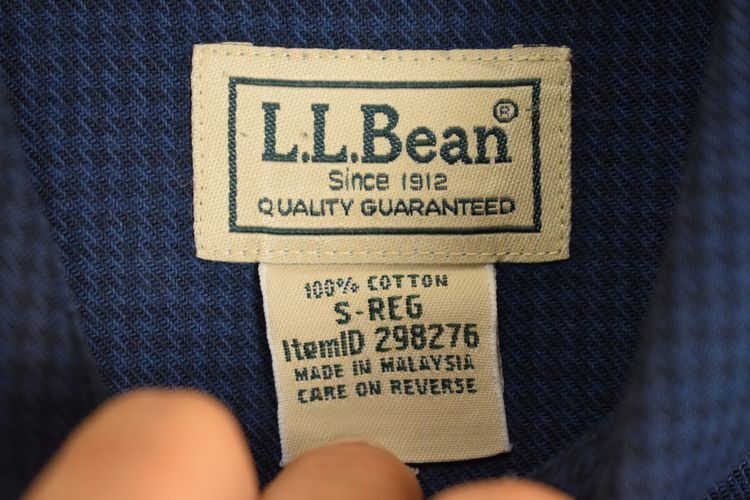 L.L.Bean®
Since 1912
QUALITY GUARANTEED
100% COTTON
S-REG
ItemID 298276
MADE IN MALAYSIA
CARE ON REVERSE